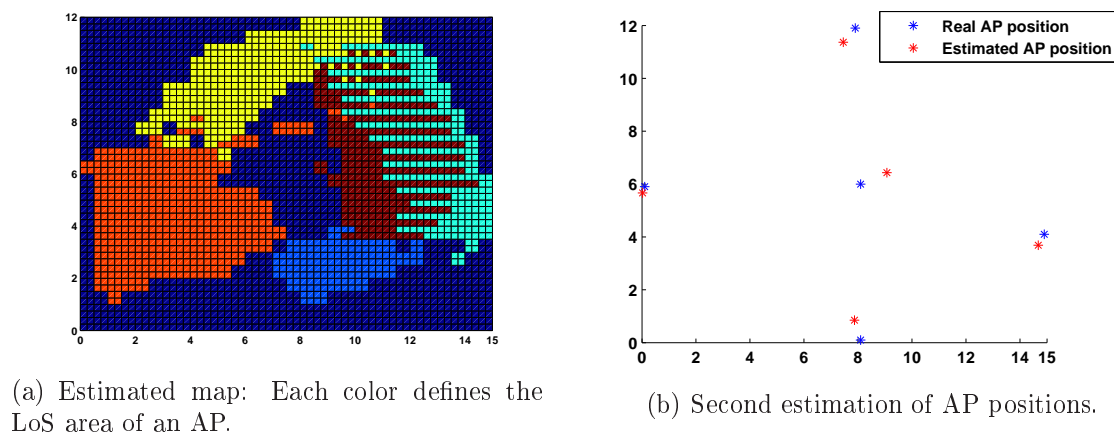 12
10
8
6
4
2
0
0 2 4 6 8 10 12 14 15
(a) Estimated map: Each color defines the
LoS area of an AP.
Real AP position
Estimated AP position
12
10
8
6
4
2
0
0 2 4 6 8 10 12 14 15
(b) Second estimation of AP positions.